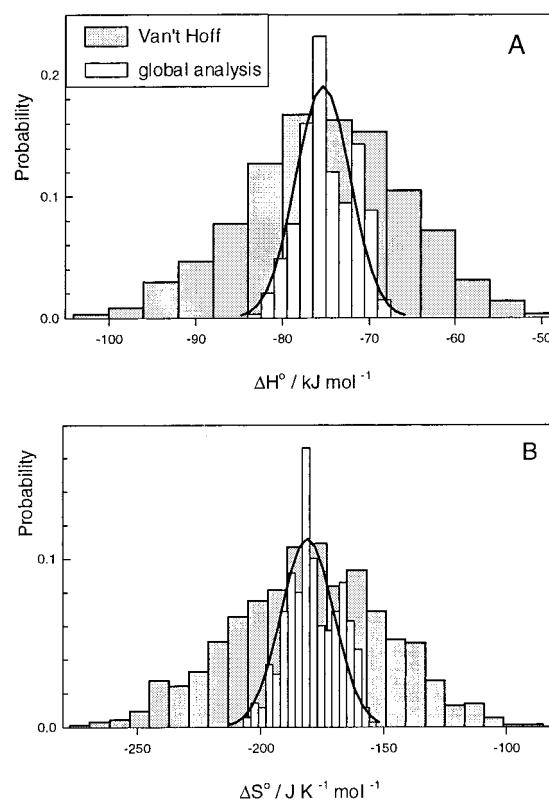 Van't Hoff
global analysis
A
Probability
0.2
0.1
0.0
-100
-90
-80
-70
-60
-50
ΔH° / kJ mol⁻¹
B
Probability
0.1
0.0
-250
-200
-150
-100
ΔS° / J K⁻¹ mol⁻¹